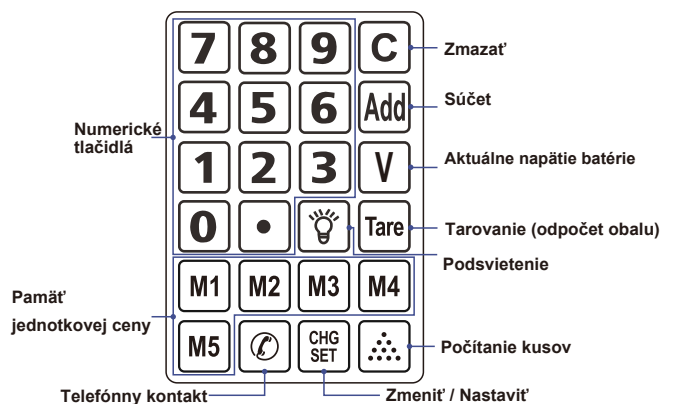 7 8 9 C
Zmazať
4 5 6 Add
Súčet
Numerické
tlačidlá
1 2 3 V
Aktuálne napätie batérie
0 • Tare
Tarovanie (odpočet obalu)
Podsvietenie
M1 M2 M3 M4
Pamäť
jednotkovej ceny
M5 CHG
SET
Počítanie kusov
Telefónny kontakt
Zmeniť / Nastaviť